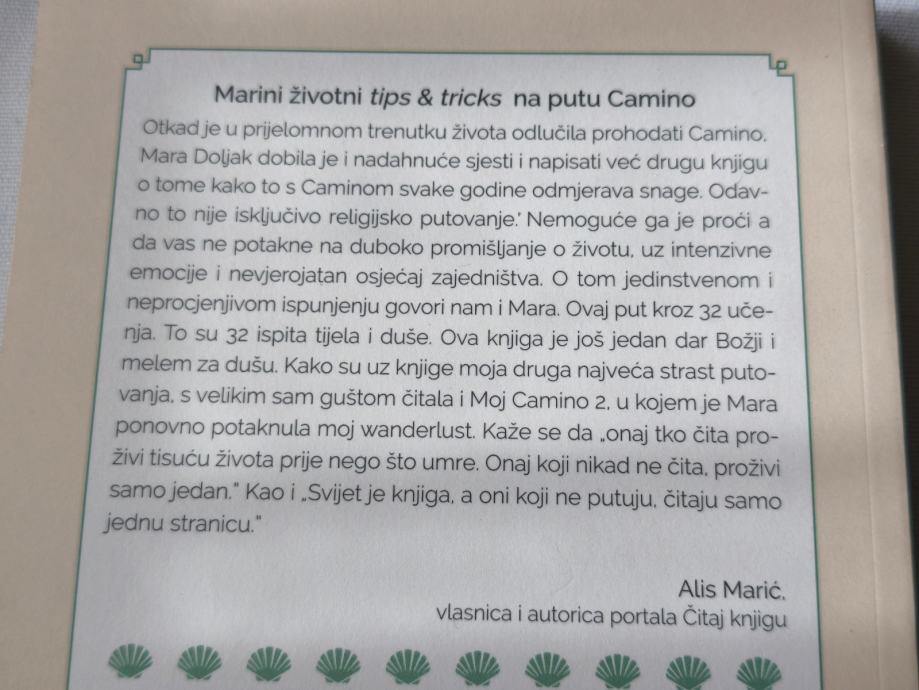 Marini životni tips & tricks na putu Camino
Otkad je u prijelomnom trenutku života odlučila prohodati Camino,
Mara Doljak dobila je i nadahnuće sjesti i napisati već drugu knjigu
o tome kako to s Caminom svake godine odmjerava snage. Odav-
no to nije isključivo religijsko putovanje.' Nemoguće ga je proći a
da vas ne potakne na duboko promišljanje o životu, uz intenzivne
emocije i nevjerojatan osjećaj zajedništva. O tom jedinstvenom i
neprocjenjivom ispunjenju govori nam i Mara. Ovaj put kroz 32 uče-
nja. To su 32 ispita tijela i duše. Ova knjiga je još jedan dar Božji i
melem za dušu. Kako su uz knjige moja druga najveća strast puto-
vanja, s velikim sam guštom čitala i Moj Camino 2, u kojem je Mara
ponovno potaknula moj wanderlust. Kaže se da „onaj tko čita pro-
živi tisuću života prije nego što umre. Onaj koji nikad ne čita, proživi
samo jedan.” Kao i „Svijet je knjiga, a oni koji ne putuju, čitaju samo
jednu stranicu.”
Alis Marić,
vlasnica i autorica portala Čitaj knjigu